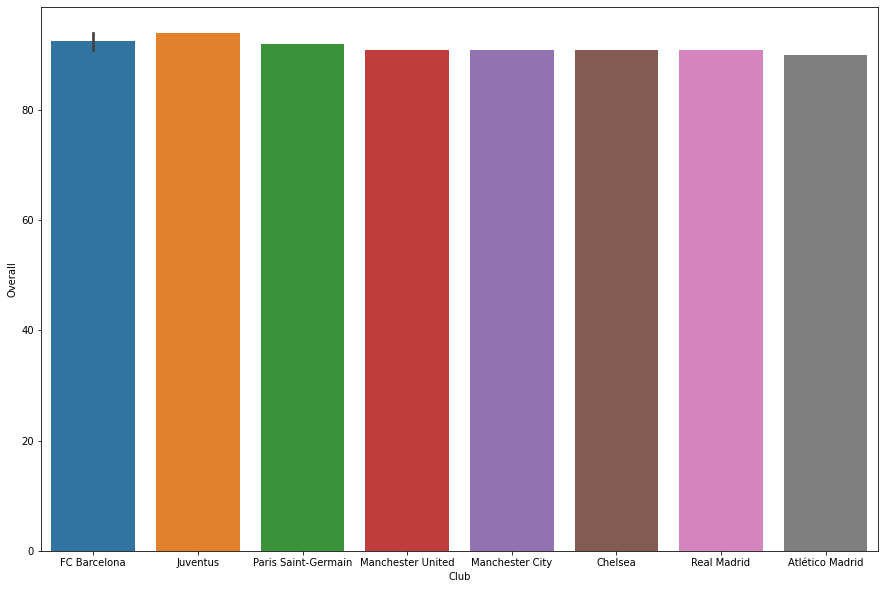 Overall
80
60
40
20
0
FC Barcelona
Juventus
Paris Saint-Germain
Manchester United
Manchester City
Chelsea
Real Madrid
Atlético Madrid
Club